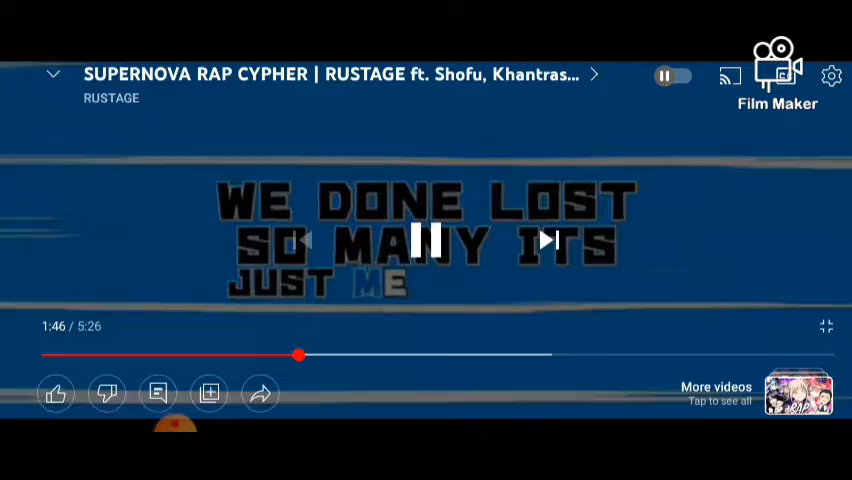 SUPERNOVA RAP CYPHER | RUSTAGE ft. Shofu, Khantras...
RUSTAGE
Film Maker
WE DONE LOST
SO MANY ITS
JUST ME
1:46 / 5:26
More videos
Tap to see all
RAP